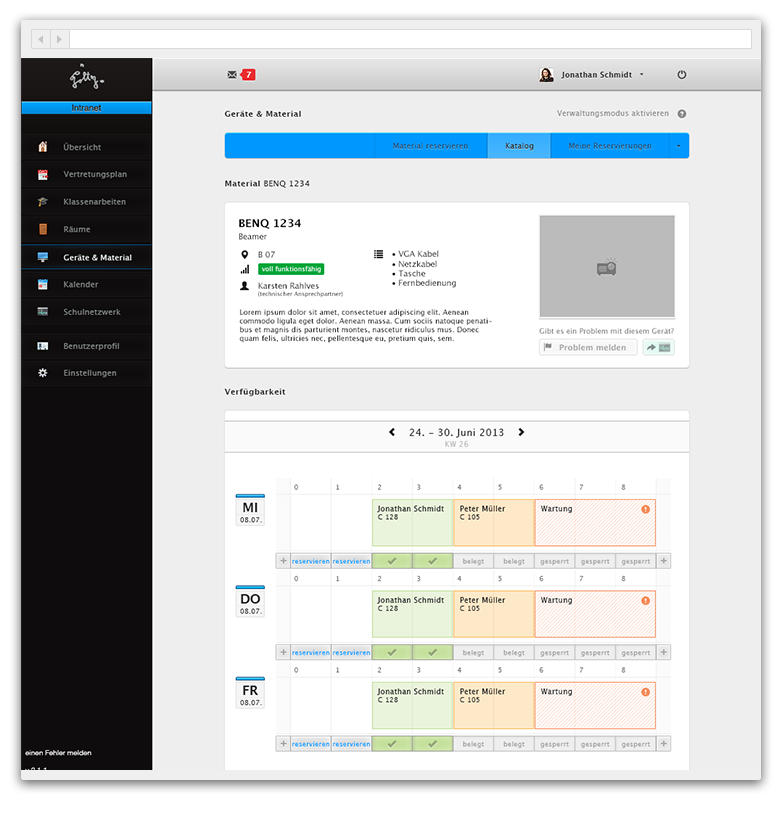 7
Jonathan Schmidt
Intranet
Übersicht
Vertretungsplan
Klassenarbeiten
Räume
Geräte & Material
Kalender
Schulnetzwerk
Benutzerprofil
Einstellungen
einen Fehler melden
Geräte & Material
Verwaltungsmodus aktivieren ?
Material reservieren Katalog Meine Reservierungen
Material BENQ 1234
BENQ 1234
Beamer
B 07
voll funktionsfähig
Karsten Rahlves
(technischer Ansprechpartner)
• VGA Kabel
• Netzkabel
• Tasche
• Fernbedienung
Lorem ipsum dolor sit amet, consectetuer adipiscing elit. Aenean
commodo ligula eget dolor. Aenean massa. Cum sociis natoque penati-
bus et magnis dis parturient montes, nascetur ridiculus mus. Donec
quam felis, ultricies nec, pellentesque eu, pretium quis, sem.
Gibt es ein Problem mit diesem Gerät?
Problem melden
Verfügbarkeit
24. – 30. Juni 2013
KW 26
0 1 2 3 4 5 6 7 8
MI
08.07.
Jonathan Schmidt
C 128
Peter Müller
C 105
Wartung
!
+ reservieren reservieren ✓ ✓ belegt belegt gesperrt gesperrt gesperrt +
0 1 2 3 4 5 6 7 8
DO
08.07.
Jonathan Schmidt
C 128
Peter Müller
C 105
Wartung
!
+ reservieren reservieren ✓ ✓ belegt belegt gesperrt gesperrt gesperrt +
0 1 2 3 4 5 6 7 8
FR
08.07.
Jonathan Schmidt
C 128
Peter Müller
C 105
Wartung
!
+ reservieren reservieren ✓ ✓ belegt belegt gesperrt gesperrt gesperrt +